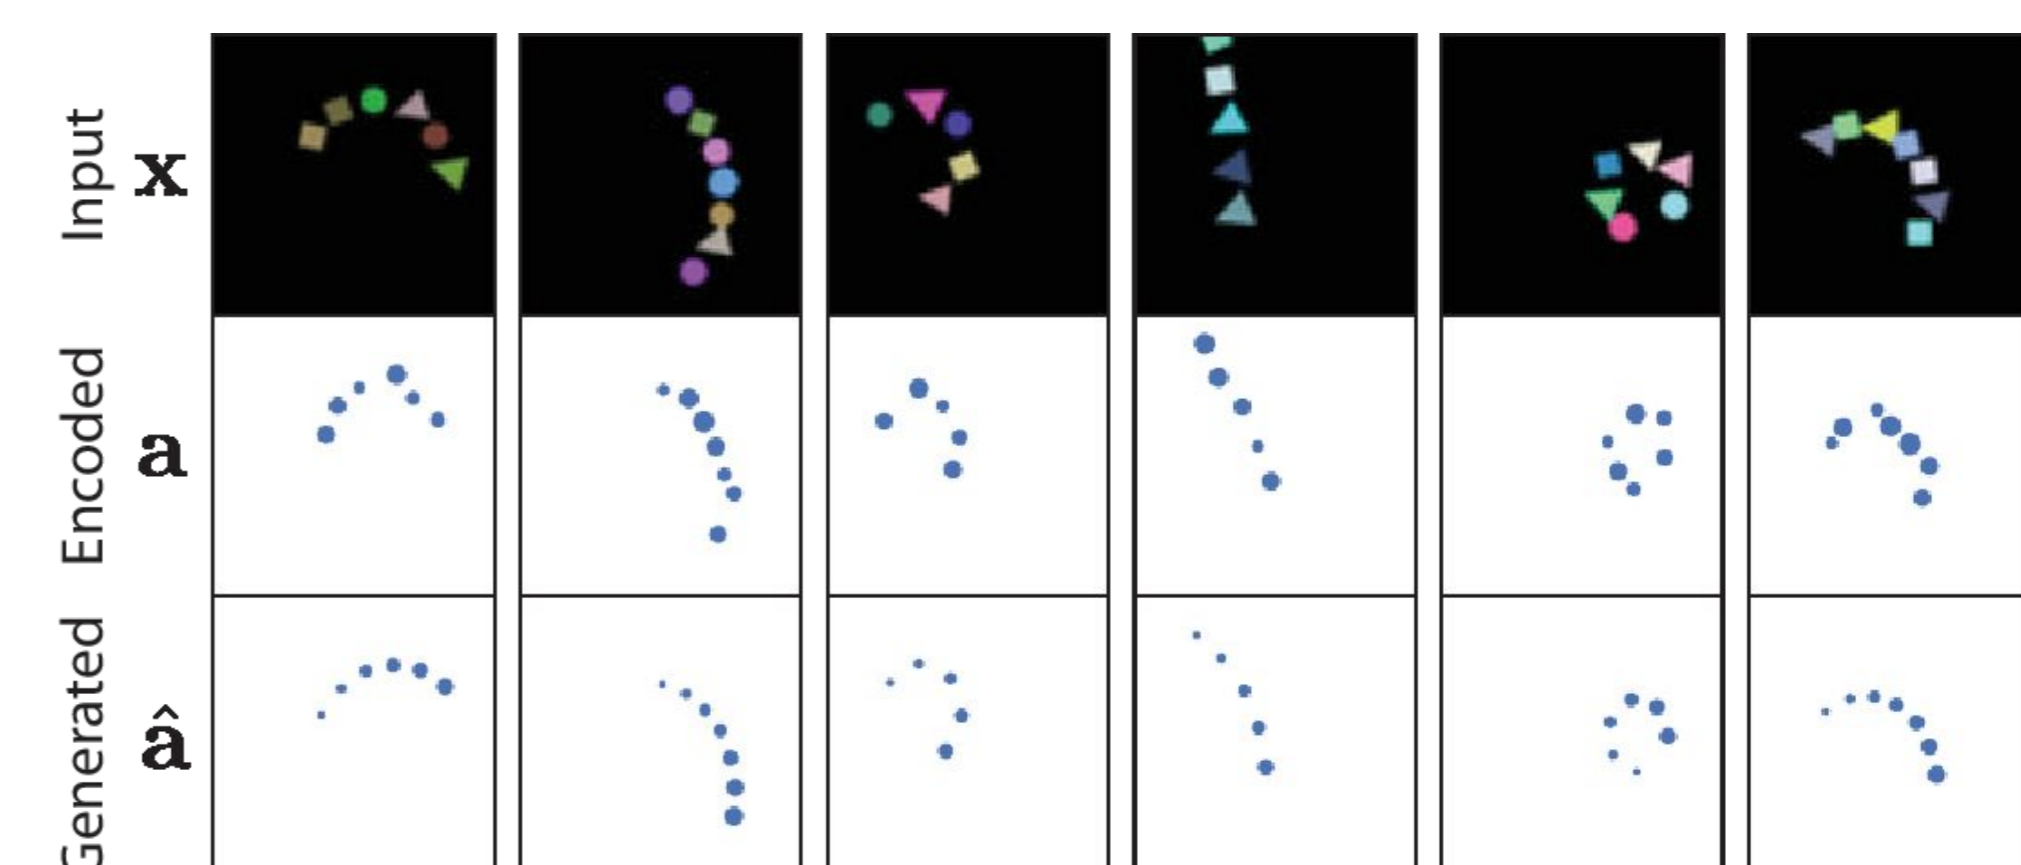 Input
x
Encoded
a
Generated
â